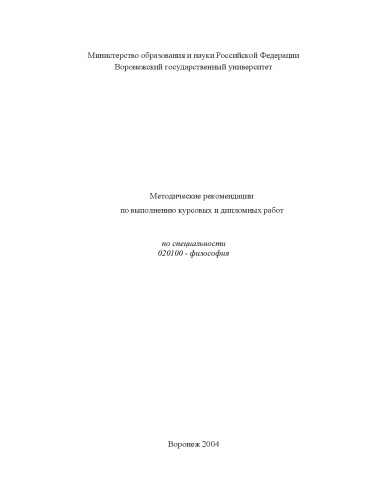 Министерство образования и науки Российской Федерации
Воронежский государственный университет
Методические рекомендации
по выполнению курсовых и дипломных работ
по специальности
020100 - философия
Воронеж 2004